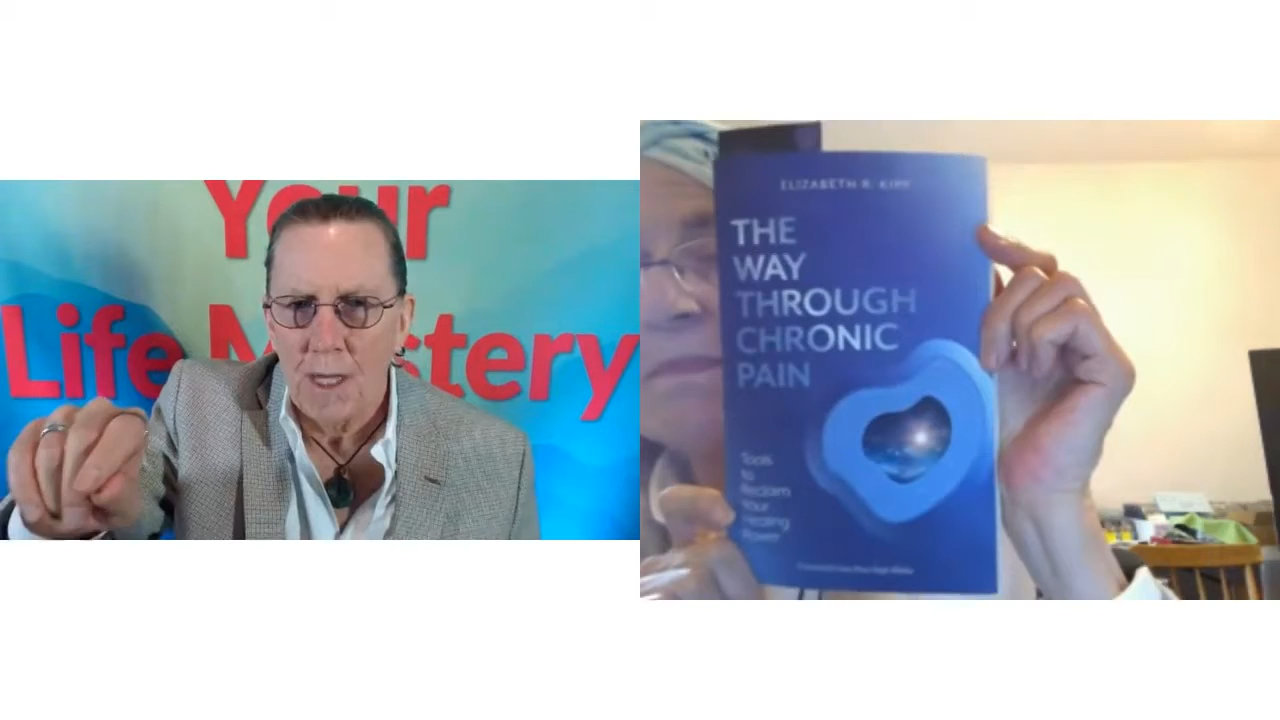 Your
Life Mastery
ELIZABETH R. KIPP
THE
WAY
THROUGH
CHRONIC
PAIN
Tools
to
Reclaim
Your
Healing
Power